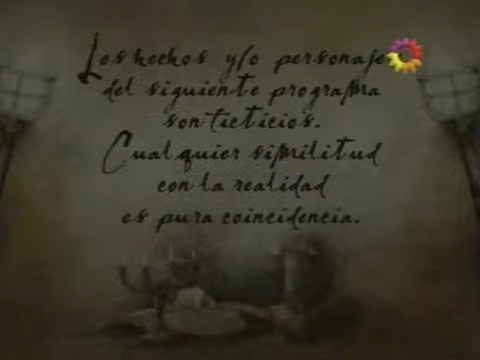 Los hechos y/o personajes
del siguiente programa
son ficticios.
Cualquier similitud
con la realidad
es pura coincidencia.